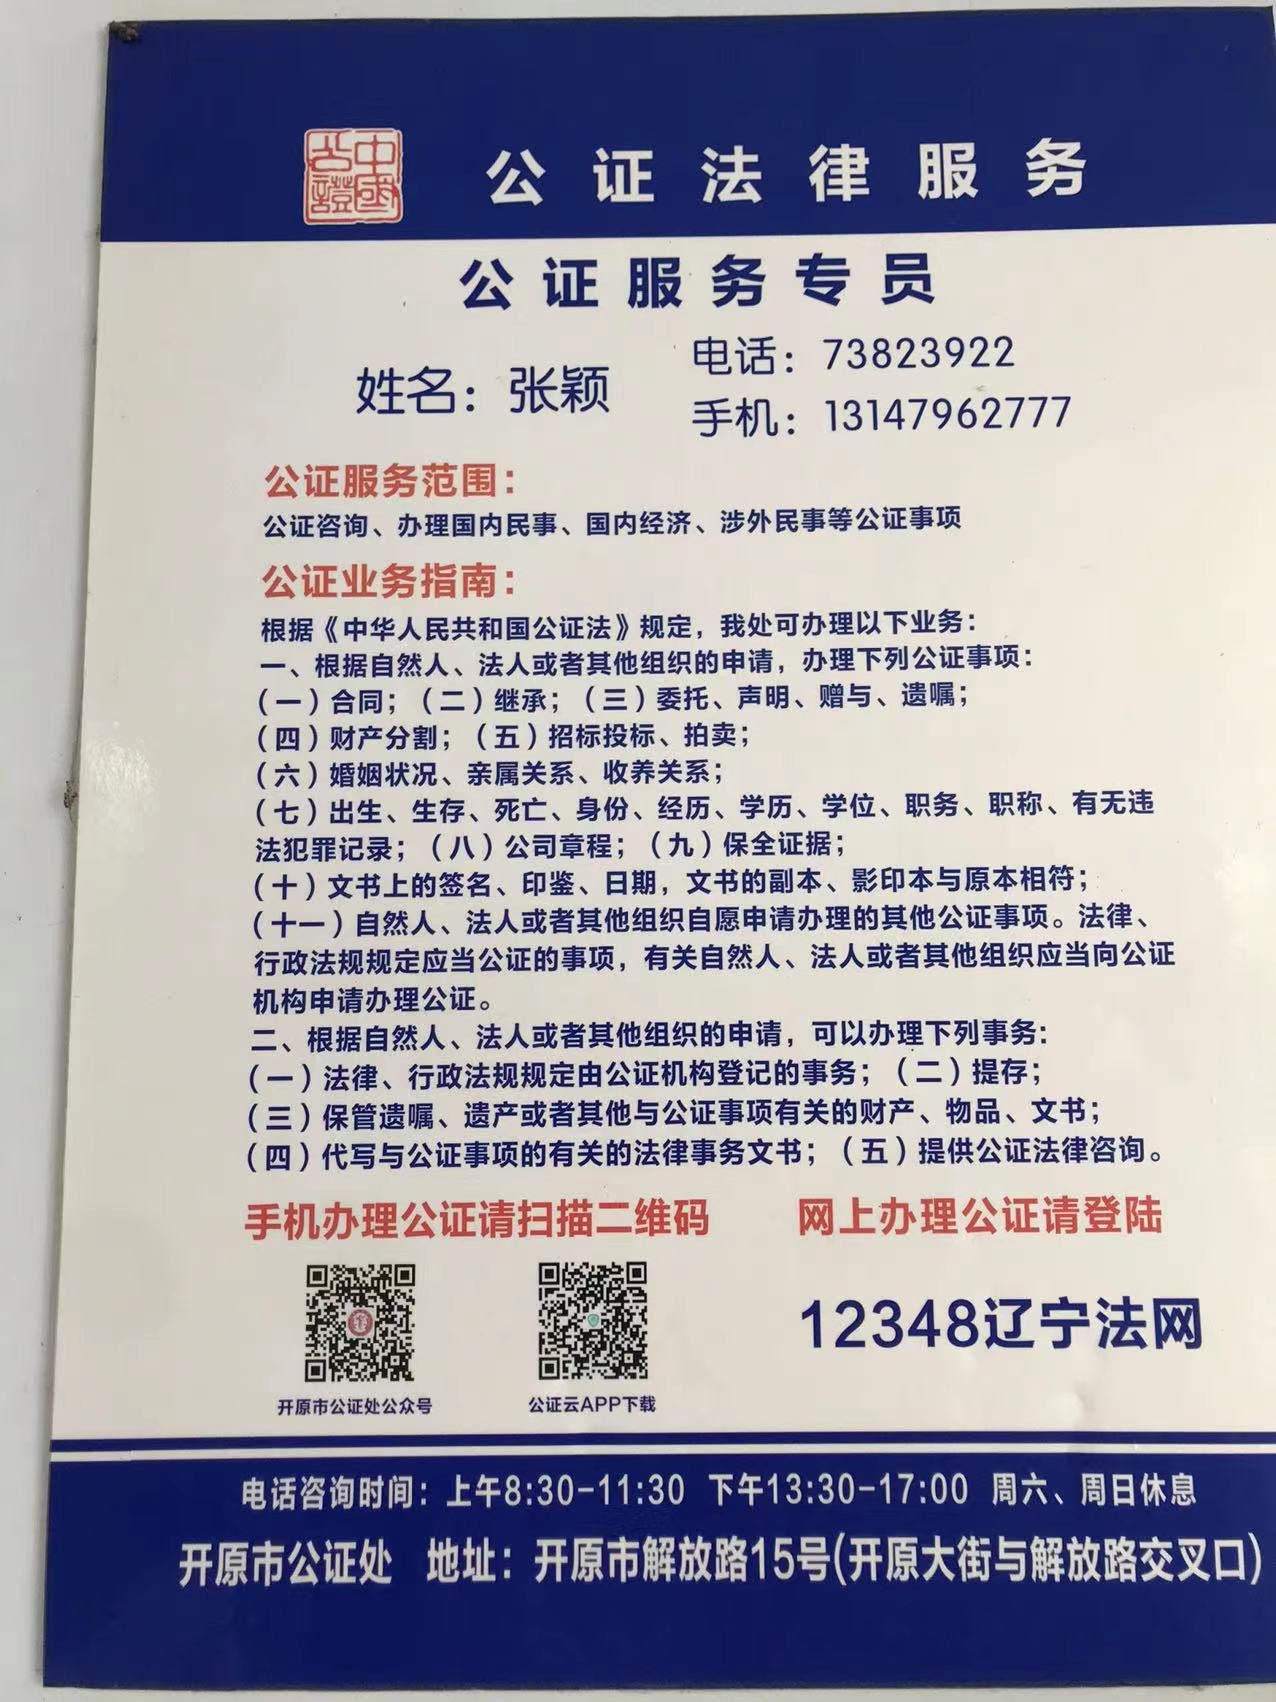 中国公證
公证法律服务
公证服务专员
姓名：张颖
电话：73823922
手机：13147962777
公证服务范围：
公证咨询、办理国内民事、国内经济、涉外民事等公证事项
公证业务指南：
根据《中华人民共和国公证法》规定，我处可办理以下业务：
一、根据自然人、法人或者其他组织的申请，办理下列公证事项：
（一）合同；（二）继承；（三）委托、声明、赠与、遗嘱；
（四）财产分割；（五）招标投标、拍卖；
（六）婚姻状况、亲属关系、收养关系；
（七）出生、生存、死亡、身份、经历、学历、学位、职务、职称、有无违
法犯罪记录；（八）公司章程；（九）保全证据；
（十）文书上的签名、印鉴、日期，文书的副本、影印本与原本相符；
（十一）自然人、法人或者其他组织自愿申请办理的其他公证事项。法律、
行政法规规定应当公证的事项，有关自然人、法人或者其他组织应当向公证
机构申请办理公证。
二、根据自然人、法人或者其他组织的申请，可以办理下列事务：
（一）法律、行政法规规定由公证机构登记的事务；（二）提存；
（三）保管遗嘱、遗产或者其他与公证事项有关的财产、物品、文书；
（四）代写与公证事项的有关的法律事务文书；（五）提供公证法律咨询。
手机办理公证请扫描二维码
网上办理公证请登陆
12348辽宁法网
开原市公证处公众号
公证云APP下载
电话咨询时间：上午8:30-11:30 下午13:30-17:00 周六、周日休息
开原市公证处 地址：开原市解放路15号(开原大街与解放路交叉口)